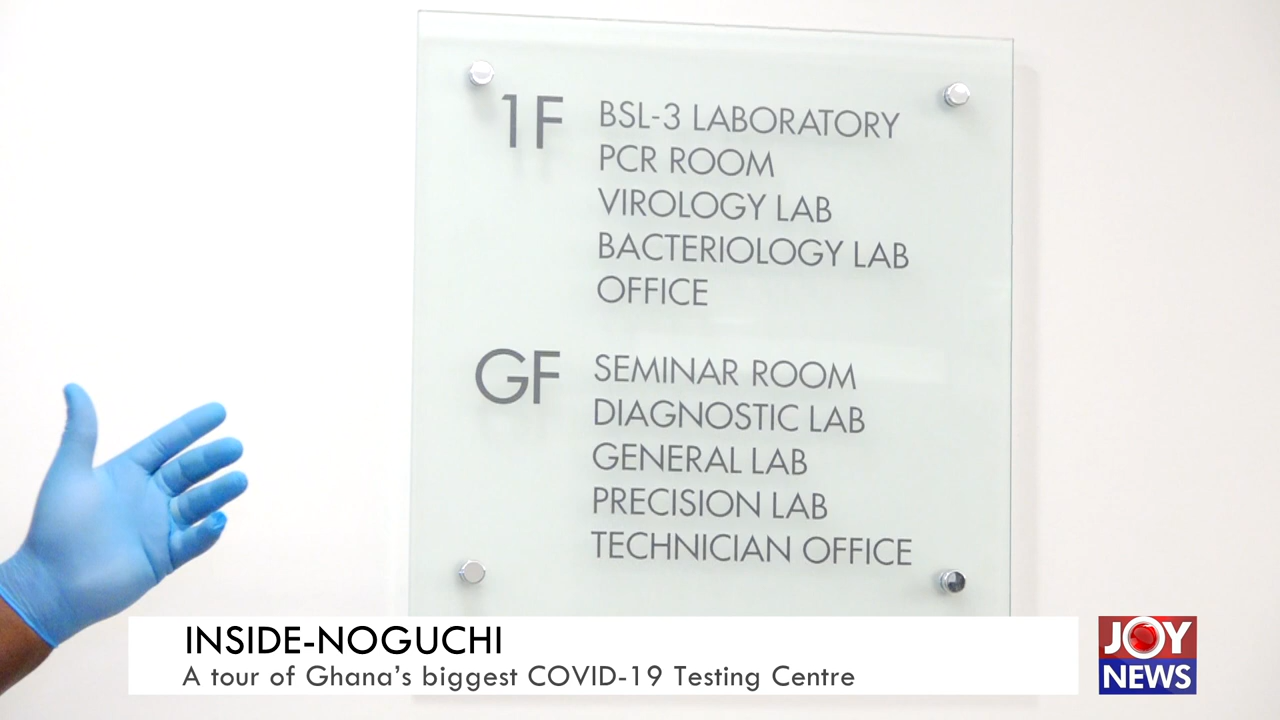 1F BSL-3 LABORATORY
PCR ROOM
VIROLOGY LAB
BACTERIOLOGY LAB
OFFICE
GF SEMINAR ROOM
DIAGNOSTIC LAB
GENERAL LAB
PRECISION LAB
TECHNICIAN OFFICE
INSIDE-NOGUCHI
A tour of Ghana's biggest COVID-19 Testing Centre
JOY
NEWS